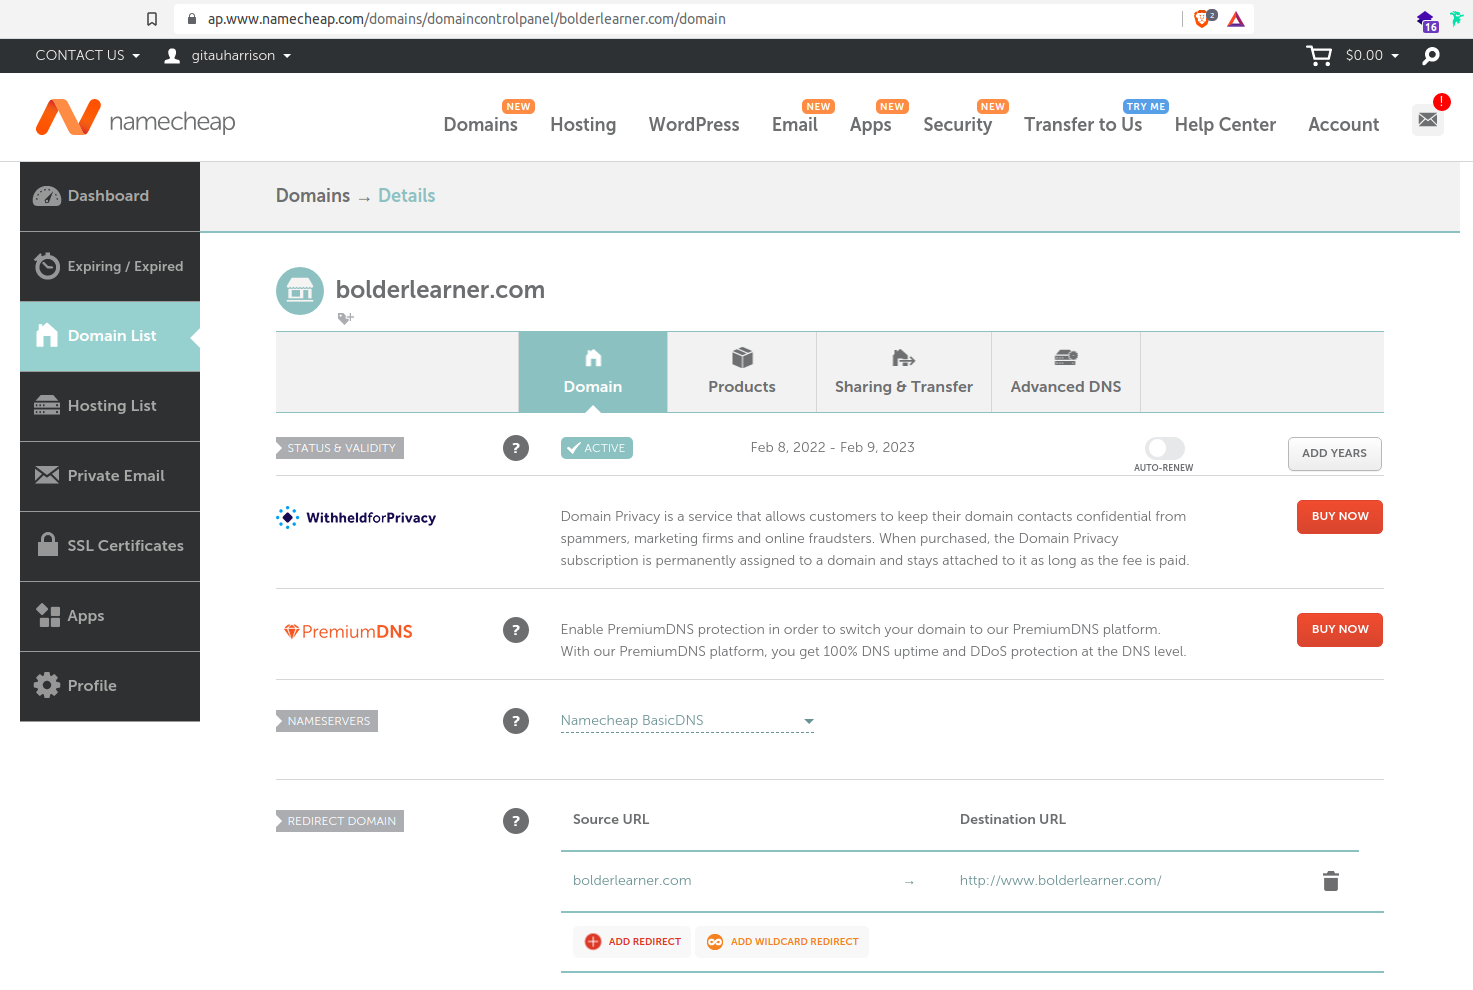 ap.www.namecheap.com/domains/domaincontrolpanel/bolderlearner.com/domain
2
16
CONTACT US
gitauharrison
$0.00
namecheap
NEW
NEW
NEW
NEW
TRY ME
!
Domains
Hosting
WordPress
Email
Apps
Security
Transfer to Us
Help Center
Account
Dashboard
Expiring / Expired
Domain List
Hosting List
Private Email
SSL Certificates
Apps
Profile
Domains → Details
bolderlearner.com
Domain
Products
Sharing & Transfer
Advanced DNS
STATUS & VALIDITY
?
ACTIVE
Feb 8, 2022 - Feb 9, 2023
AUTO-RENEW
ADD YEARS
WithheldforPrivacy
Domain Privacy is a service that allows customers to keep their domain contacts confidential from
spammers, marketing firms and online fraudsters. When purchased, the Domain Privacy
subscription is permanently assigned to a domain and stays attached to it as long as the fee is paid.
BUY NOW
PremiumDNS
?
Enable PremiumDNS protection in order to switch your domain to our PremiumDNS platform.
With our PremiumDNS platform, you get 100% DNS uptime and DDoS protection at the DNS level.
BUY NOW
NAMESERVERS
?
Namecheap BasicDNS
REDIRECT DOMAIN
?
Source URL
Destination URL
bolderlearner.com
→
http://www.bolderlearner.com/
ADD REDIRECT
ADD WILDCARD REDIRECT